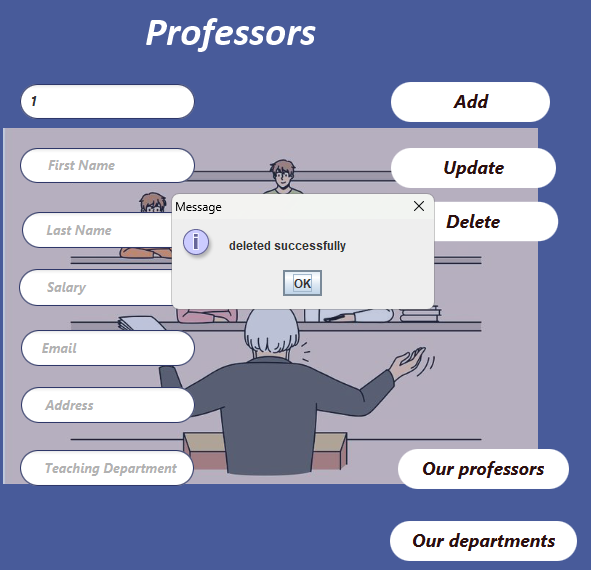 Professors
1
Add
First Name
Update
Message
Last Name
Delete
i
deleted successfully
Salary
OK
Email
Address
Teaching Department
Our professors
Our departments